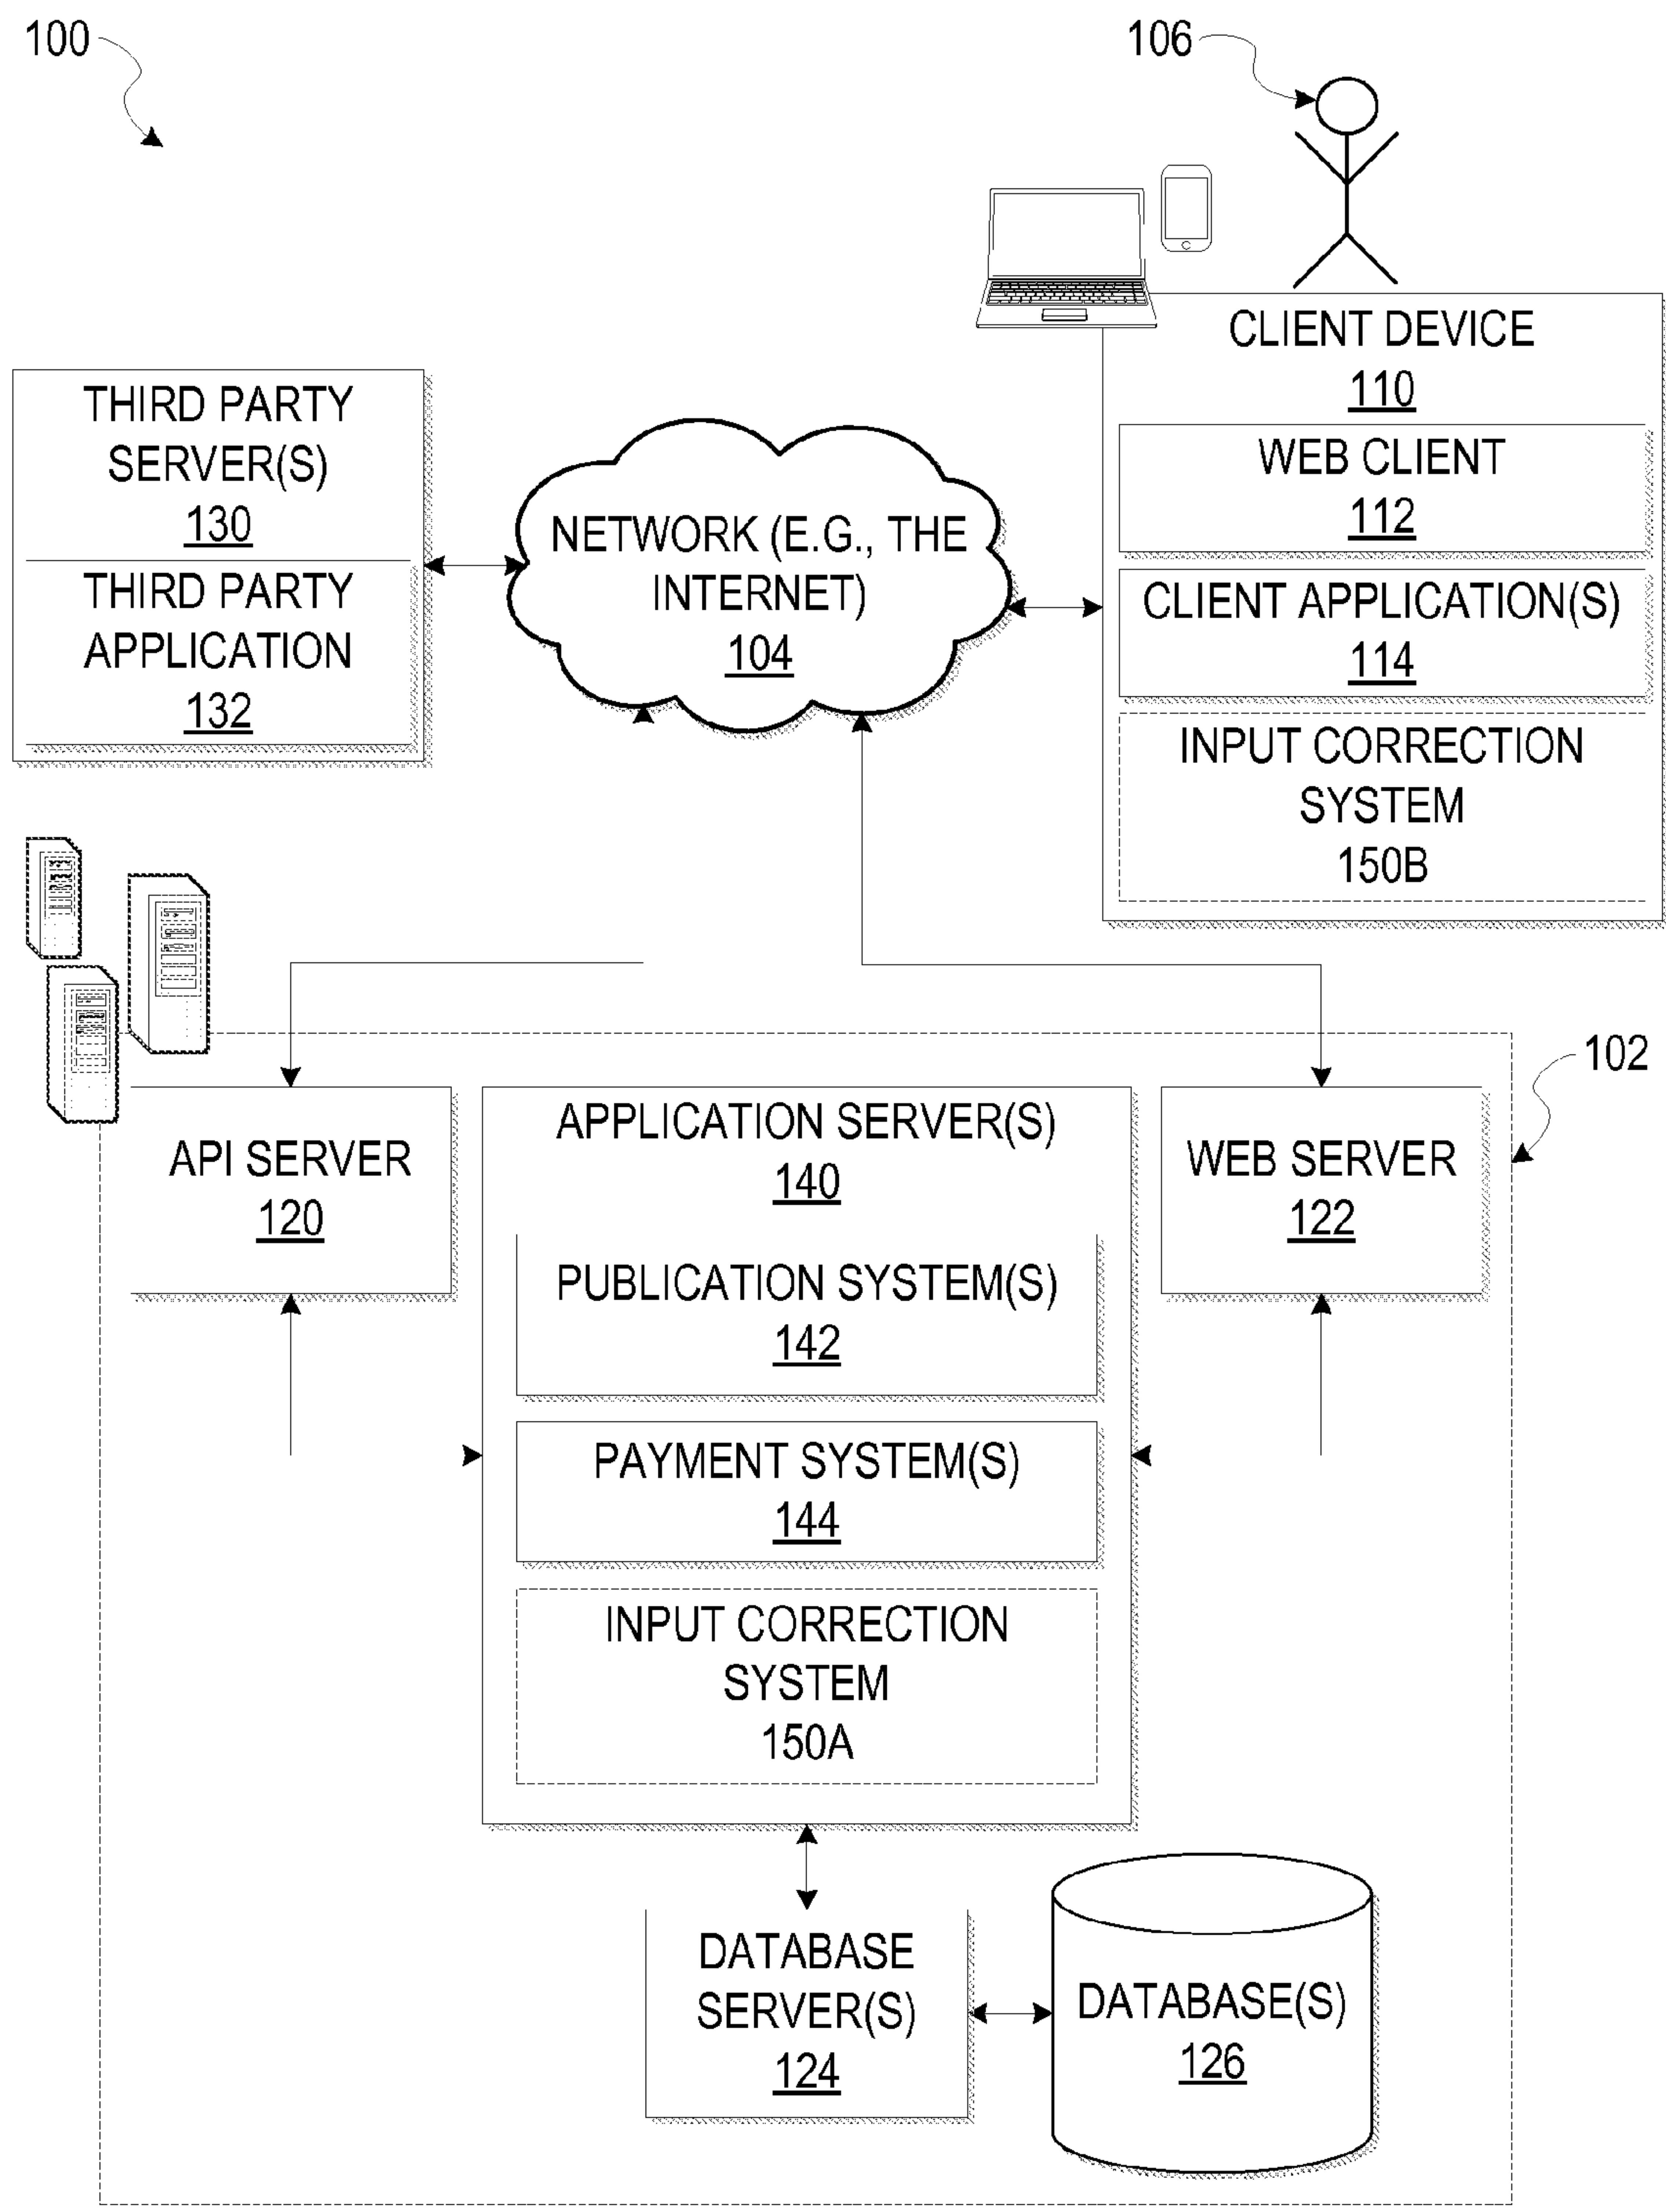 100
106
CLIENT DEVICE
110
WEB CLIENT
112
CLIENT APPLICATION(S)
114
INPUT CORRECTION
SYSTEM
150B
THIRD PARTY
SERVER(S)
130
THIRD PARTY
APPLICATION
132
NETWORK (E.G., THE
INTERNET)
104
102
API SERVER
120
APPLICATION SERVER(S)
140
PUBLICATION SYSTEM(S)
142
PAYMENT SYSTEM(S)
144
INPUT CORRECTION
SYSTEM
150A
WEB SERVER
122
DATABASE
SERVER(S)
124
DATABASE(S)
126